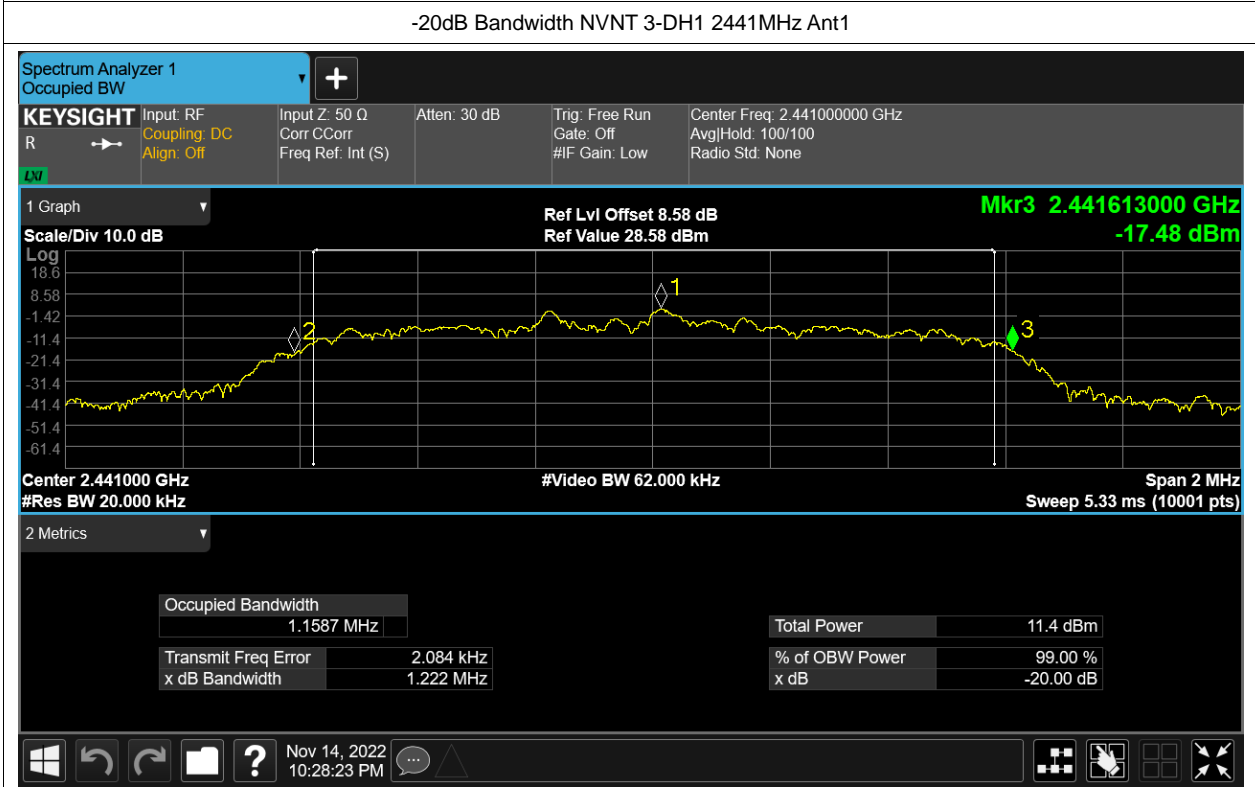 -20dB Bandwidth NVNT 3-DH1 2441MHz Ant1
Spectrum Analyzer 1
Occupied BW
KEYSIGHT
R
LXI
Input: RF
Coupling: DC
Align: Off
Input Z: 50 Ω
Corr CCorr
Freq Ref: Int (S)
Atten: 30 dB
Trig: Free Run
Gate: Off
#IF Gain: Low
Center Freq: 2.441000000 GHz
Avg|Hold: 100/100
Radio Std: None
1 Graph
Scale/Div 10.0 dB
Ref Lvl Offset 8.58 dB
Ref Value 28.58 dBm
Mkr3 2.441613000 GHz
-17.48 dBm
Log
18.6
8.58
-1.42
-11.4
-21.4
-31.4
-41.4
-51.4
-61.4
1
2
3
Center 2.441000 GHz
#Res BW 20.000 kHz
#Video BW 62.000 kHz
Span 2 MHz
Sweep 5.33 ms (10001 pts)
2 Metrics
Occupied Bandwidth
1.1587 MHz
Transmit Freq Error 2.084 kHz
x dB Bandwidth 1.222 MHz
Total Power 11.4 dBm
% of OBW Power 99.00 %
x dB -20.00 dB
?
Nov 14, 2022
10:28:23 PM